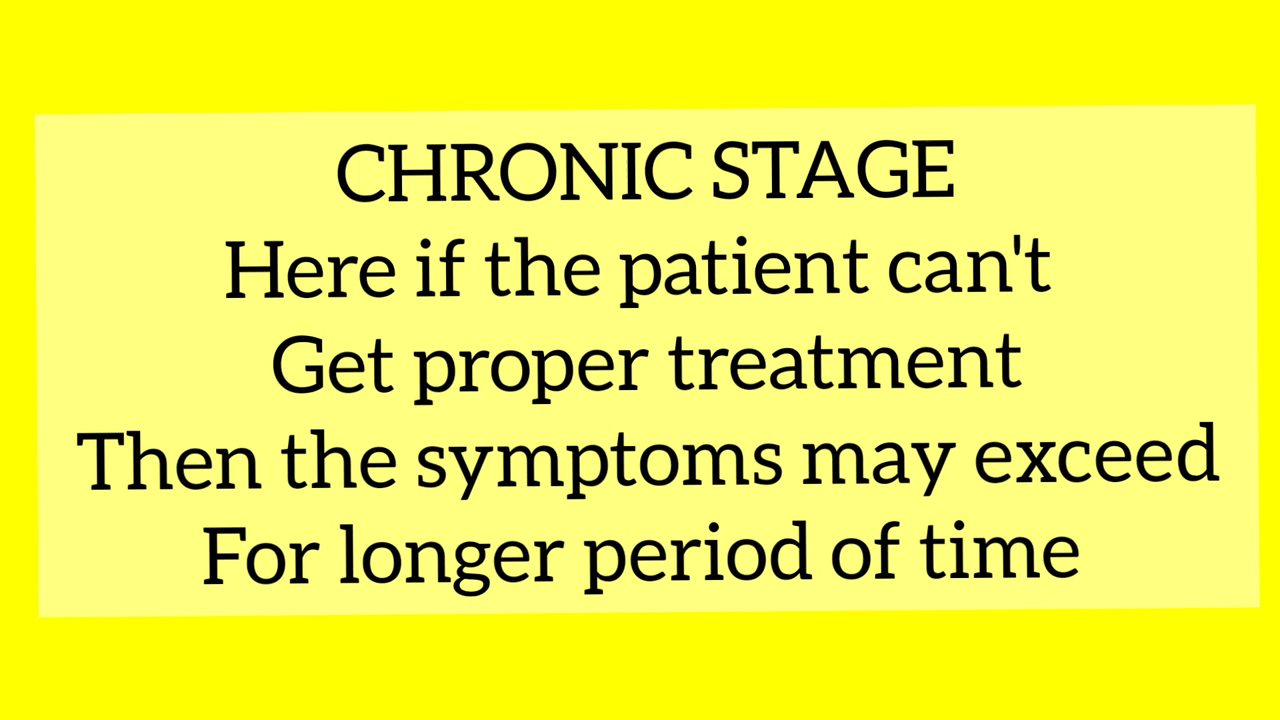 CHRONIC STAGE
Here if the patient can't
Get proper treatment
Then the symptoms may exceed
For longer period of time